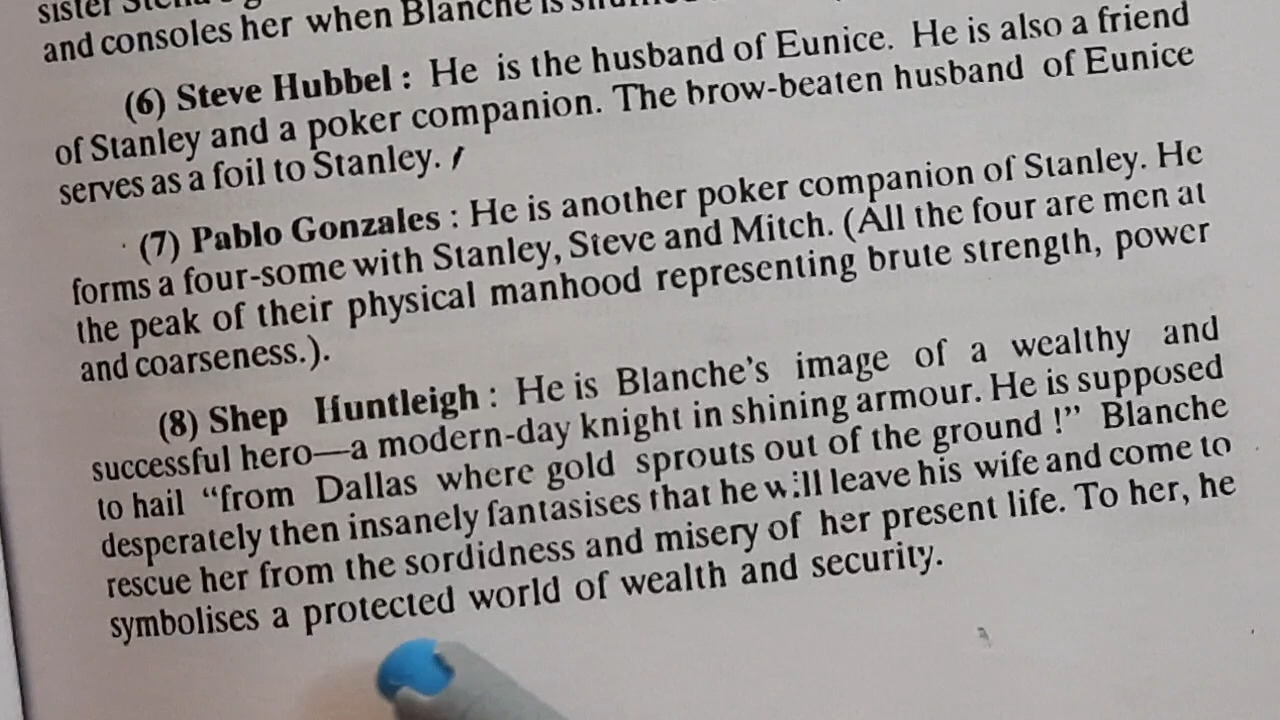 sister
and consoles her when Blanche is
(6) Steve Hubbel : He is the husband of Eunice. He is also a friend
of Stanley and a poker companion. The brow-beaten husband of Eunice
serves as a foil to Stanley.
(7) Pablo Gonzales : He is another poker companion of Stanley. He
forms a four-some with Stanley, Steve and Mitch. (All the four are men at
the peak of their physical manhood representing brute strength, power
and coarseness.).
(8) Shep Huntleigh : He is Blanche's image of a wealthy and
successful hero—a modern-day knight in shining armour. He is supposed
to hail “from Dallas where gold sprouts out of the ground !” Blanche
desperately then insanely fantasises that he will leave his wife and come to
rescue her from the sordidness and misery of her present life. To her, he
symbolises a protected world of wealth and security.